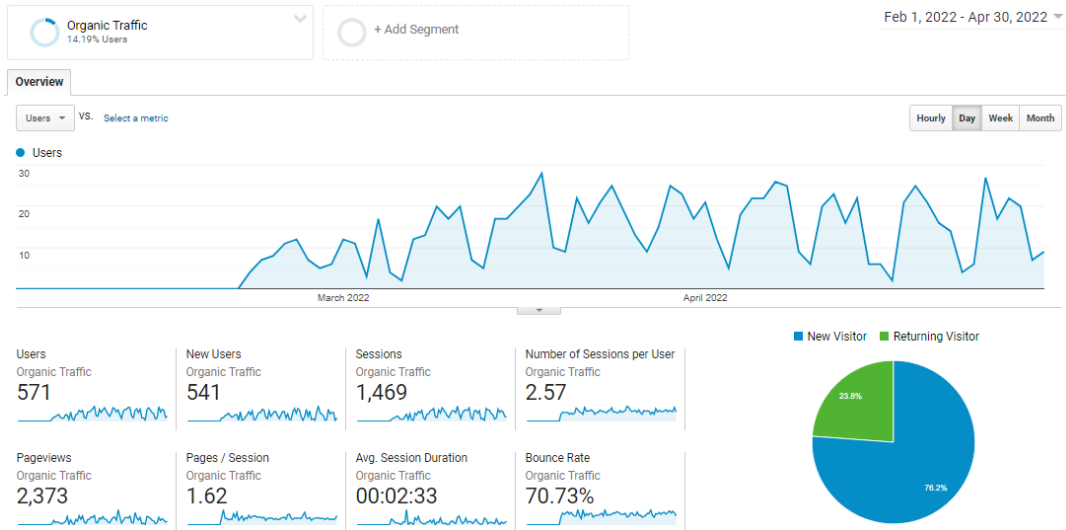 Organic Traffic
14.19% Users
+ Add Segment
Feb 1, 2022 - Apr 30, 2022
Overview
Users
VS.
Select a metric
Hourly
Day
Week
Month
Users
30
20
10
March 2022
April 2022
New Visitor
Returning Visitor
Users
Organic Traffic
571
New Users
Organic Traffic
541
Sessions
Organic Traffic
1,469
Number of Sessions per User
Organic Traffic
2.57
Pageviews
Organic Traffic
2,373
Pages / Session
Organic Traffic
1.62
Avg. Session Duration
Organic Traffic
00:02:33
Bounce Rate
Organic Traffic
70.73%
23.8%
76.2%